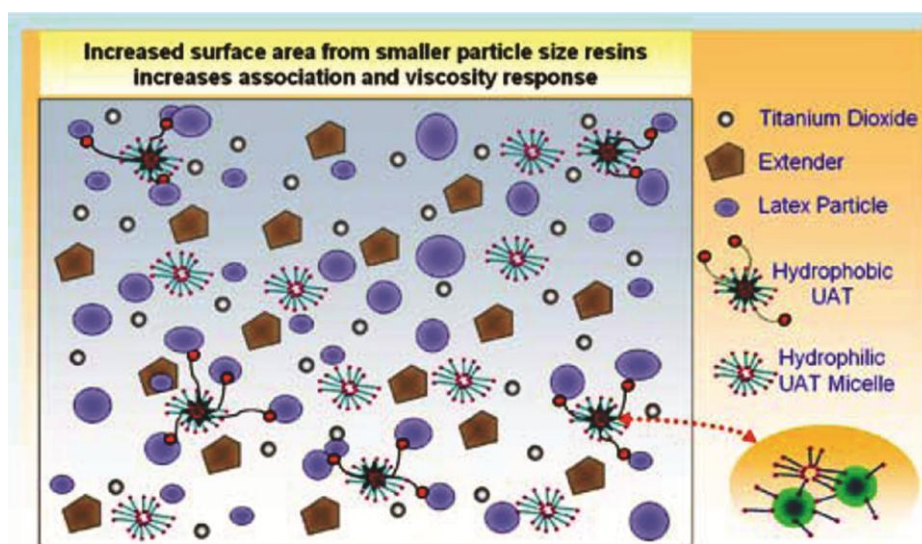 Increased surface area from smaller particle size resins
increases association and viscosity response
Titanium Dioxide
Extender
Latex Particle
Hydrophobic
UAT
Hydrophilic
UAT Micelle